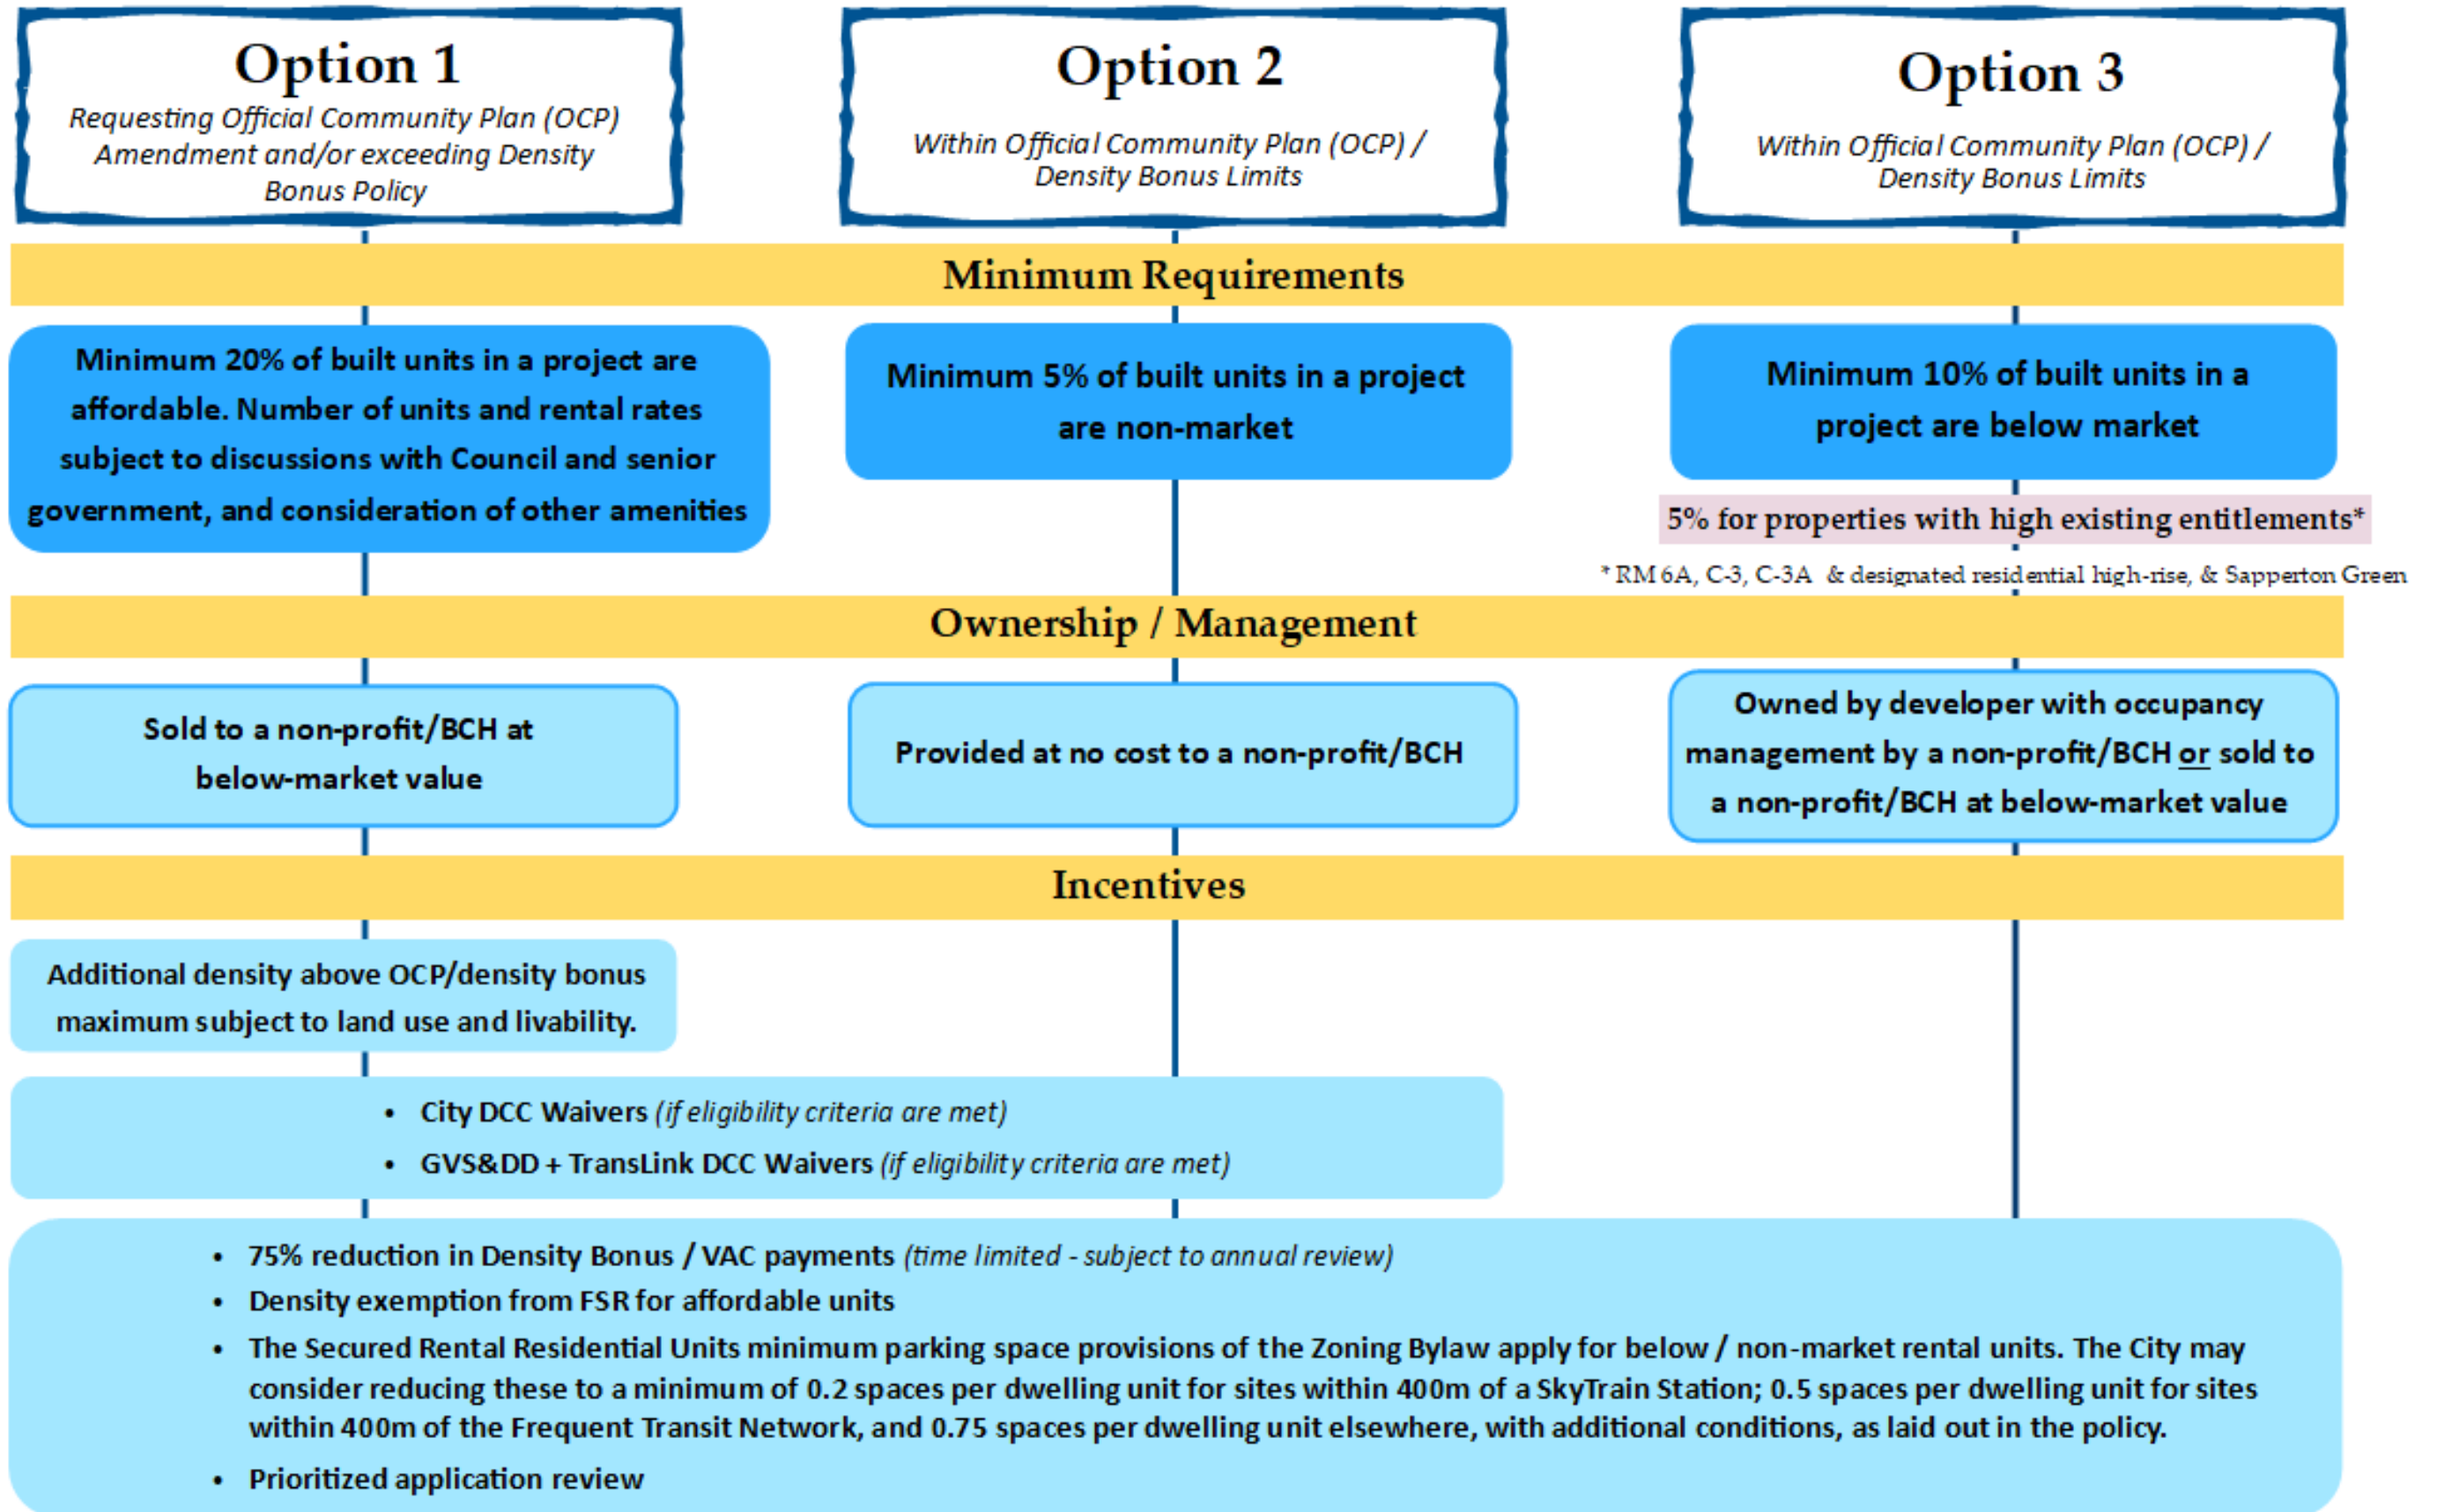 Option 1
Requesting Official Community Plan (OCP)
Amendment and/or exceeding Density
Bonus Policy
Option 2
Within Official Community Plan (OCP) /
Density Bonus Limits
Option 3
Within Official Community Plan (OCP) /
Density Bonus Limits
Minimum Requirements
Minimum 20% of built units in a project are
affordable. Number of units and rental rates
subject to discussions with Council and senior
government, and consideration of other amenities
Minimum 5% of built units in a project
are non-market
Minimum 10% of built units in a
project are below market
5% for properties with high existing entitlements*
* RM 6A, C-3, C-3A & designated residential high-rise, & Sapperton Green
Ownership / Management
Sold to a non-profit/BCH at
below-market value
Provided at no cost to a non-profit/BCH
Owned by developer with occupancy
management by a non-profit/BCH or sold to
a non-profit/BCH at below-market value
Incentives
Additional density above OCP/density bonus
maximum subject to land use and livability.
• City DCC Waivers (if eligibility criteria are met)
• GVS&DD + TransLink DCC Waivers (if eligibility criteria are met)
• 75% reduction in Density Bonus / VAC payments (time limited - subject to annual review)
• Density exemption from FSR for affordable units
• The Secured Rental Residential Units minimum parking space provisions of the Zoning Bylaw apply for below / non-market rental units. The City may
consider reducing these to a minimum of 0.2 spaces per dwelling unit for sites within 400m of a SkyTrain Station; 0.5 spaces per dwelling unit for sites
within 400m of the Frequent Transit Network, and 0.75 spaces per dwelling unit elsewhere, with additional conditions, as laid out in the policy.
• Prioritized application review